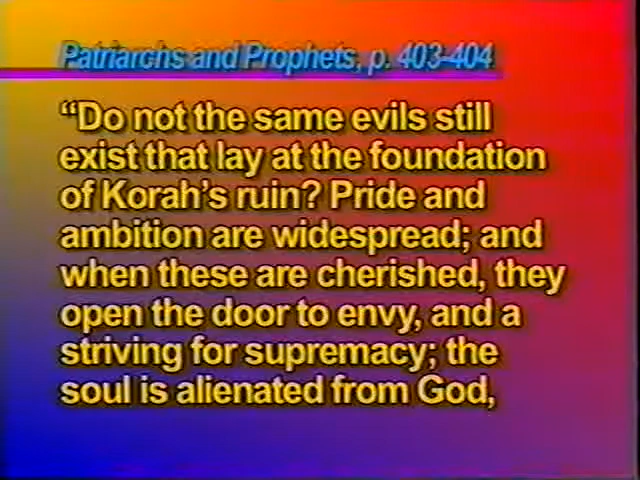 Patriarchs and Prophets, p. 403-404
“Do not the same evils still
exist that lay at the foundation
of Korah’s ruin? Pride and
ambition are widespread; and
when these are cherished, they
open the door to envy, and a
striving for supremacy; the
soul is alienated from God,